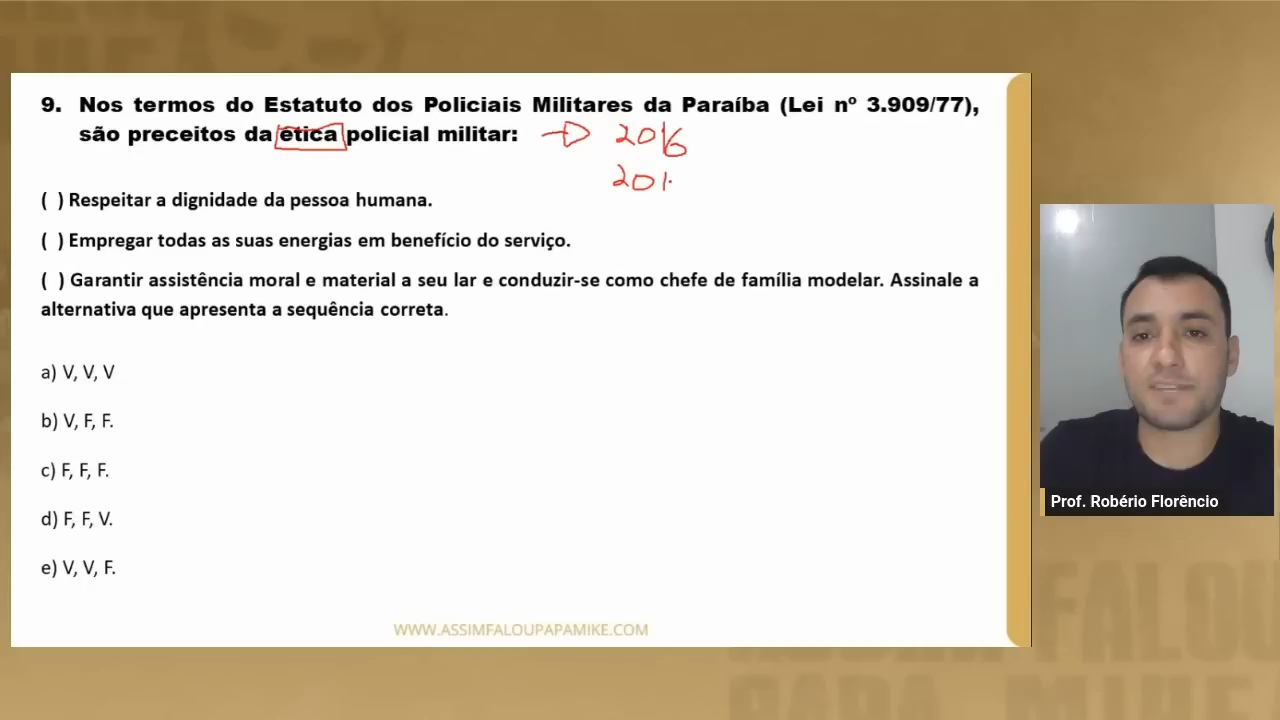 9. Nos termos do Estatuto dos Policiais Militares da Paraíba (Lei nº 3.909/77),
são preceitos da ética policial militar:
2016
201
( ) Respeitar a dignidade da pessoa humana.
( ) Empregar todas as suas energias em benefício do serviço.
( ) Garantir assistência moral e material a seu lar e conduzir-se como chefe de família modelar. Assinale a
alternativa que apresenta a sequência correta.
a) V, V, V
b) V, F, F.
c) F, F, F.
d) F, F, V.
e) V, V, F.
WWW.ASSIMFALOUPAPAMIKE.COM
Prof. Robério Florêncio